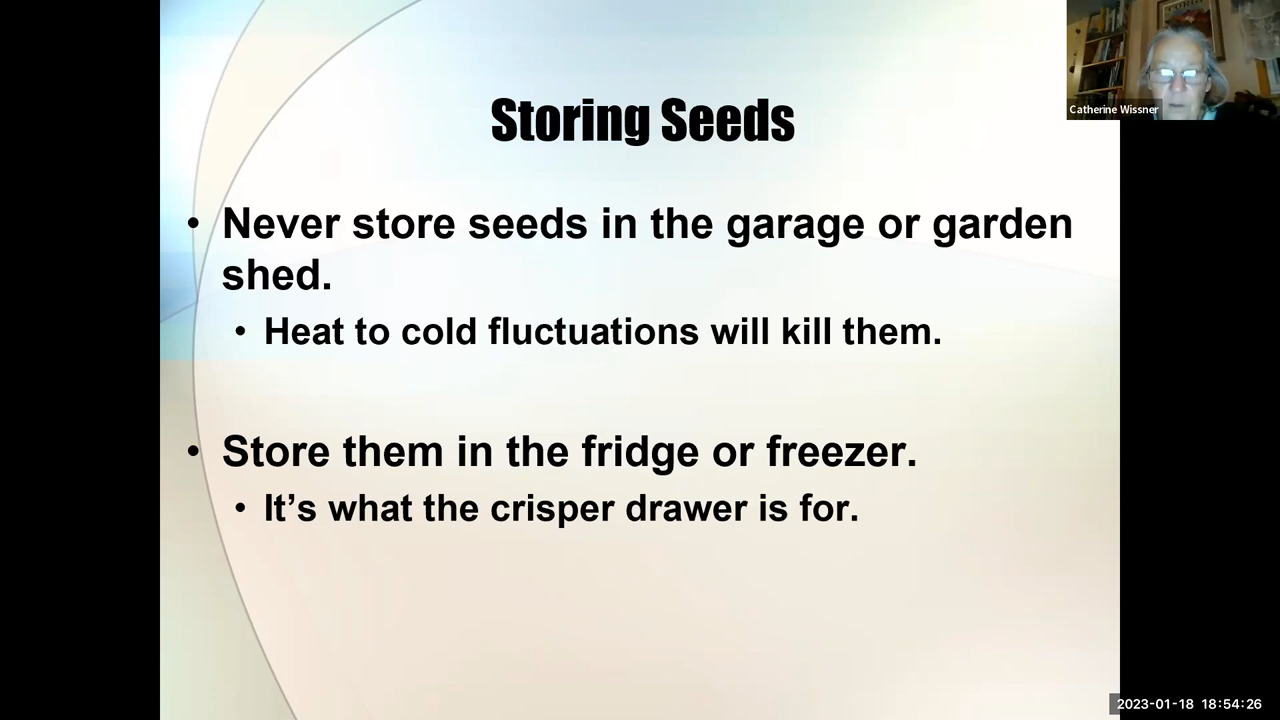 Storing Seeds
• Never store seeds in the garage or garden
shed.
• Heat to cold fluctuations will kill them.
• Store them in the fridge or freezer.
• It’s what the crisper drawer is for.
Catherine Wissner
2023-01-18 18:54:26